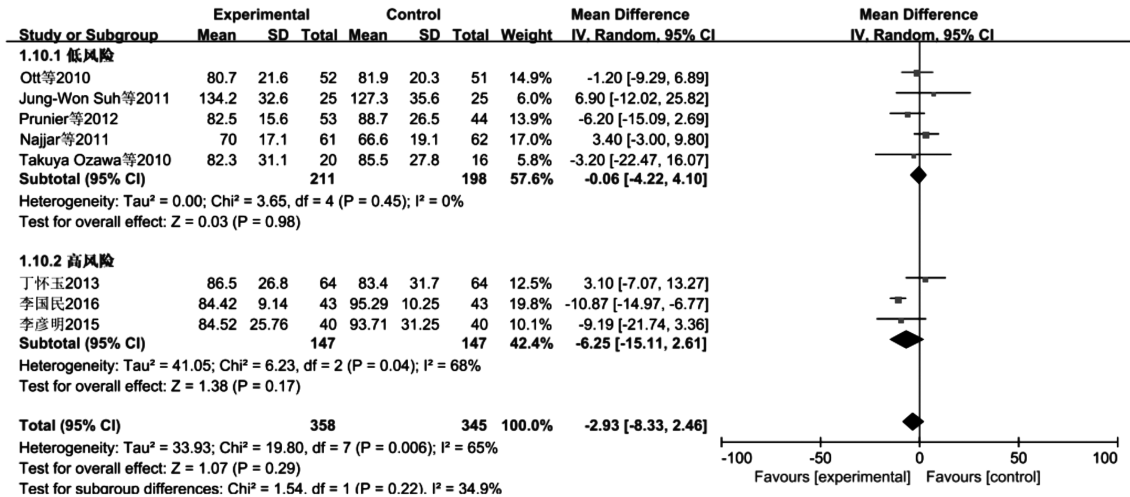 Experimental Control Mean Difference Mean Difference
Study or Subgroup Mean SD Total Mean SD Total Weight IV, Random, 95% CI IV, Random, 95% CI
1.10.1 低风险
Ott等2010 80.7 21.6 52 81.9 20.3 51 14.9% -1.20 [-9.29, 6.89]
Jung-Won Suh等2011 134.2 32.6 25 127.3 35.6 25 6.0% 6.90 [-12.02, 25.82]
Prunier等2012 82.5 15.6 53 88.7 26.5 44 13.9% -6.20 [-15.09, 2.69]
Najjar等2011 70 17.1 61 66.6 19.1 62 17.0% 3.40 [-3.00, 9.80]
Takuya Ozawa等2010 82.3 31.1 20 85.5 27.8 16 5.8% -3.20 [-22.47, 16.07]
Subtotal (95% CI) 211 198 57.6% -0.06 [-4.22, 4.10]
Heterogeneity: Tau² = 0.00; Chi² = 3.65, df = 4 (P = 0.45); I² = 0%
Test for overall effect: Z = 0.03 (P = 0.98)
1.10.2 高风险
丁怀玉2013 86.5 26.8 64 83.4 31.7 64 12.5% 3.10 [-7.07, 13.27]
李国民2016 84.42 9.14 43 95.29 10.25 43 19.8% -10.87 [-14.97, -6.77]
李彦明2015 84.52 25.76 40 93.71 31.25 40 10.1% -9.19 [-21.74, 3.36]
Subtotal (95% CI) 147 147 42.4% -6.25 [-15.11, 2.61]
Heterogeneity: Tau² = 41.05; Chi² = 6.23, df = 2 (P = 0.04); I² = 68%
Test for overall effect: Z = 1.38 (P = 0.17)
Total (95% CI) 358 345 100.0% -2.93 [-8.33, 2.46]
Heterogeneity: Tau² = 33.93; Chi² = 19.80, df = 7 (P = 0.006); I² = 65%
Test for overall effect: Z = 1.07 (P = 0.29)
Test for subgroup differences: Chi² = 1.54, df = 1 (P = 0.22), I² = 34.9%
-100 -50 0 50 100
Favours [experimental] Favours [control]